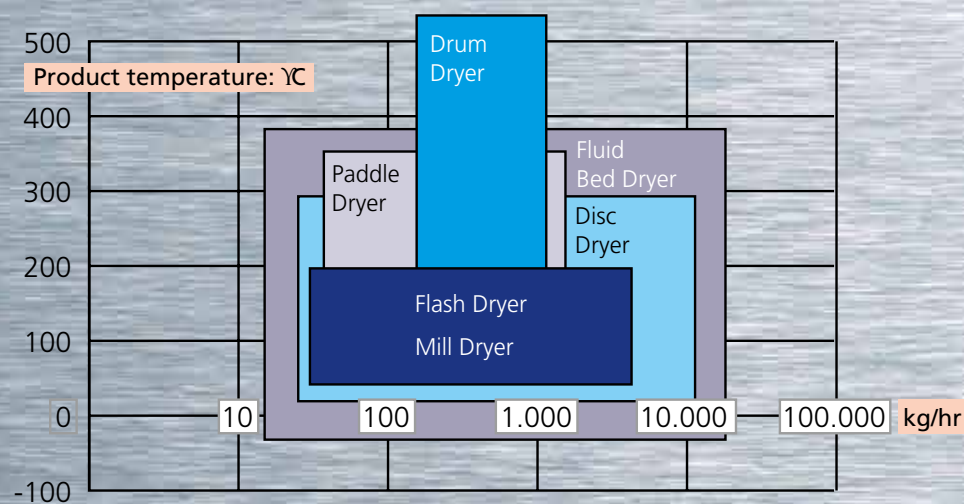 500
Product temperature: ϒC
400
300
200
100
0
-100
10
100
1.000
10.000
100.000
kg/hr
Drum
Dryer
Fluid
Bed Dryer
Paddle
Dryer
Disc
Dryer
Flash Dryer
Mill Dryer